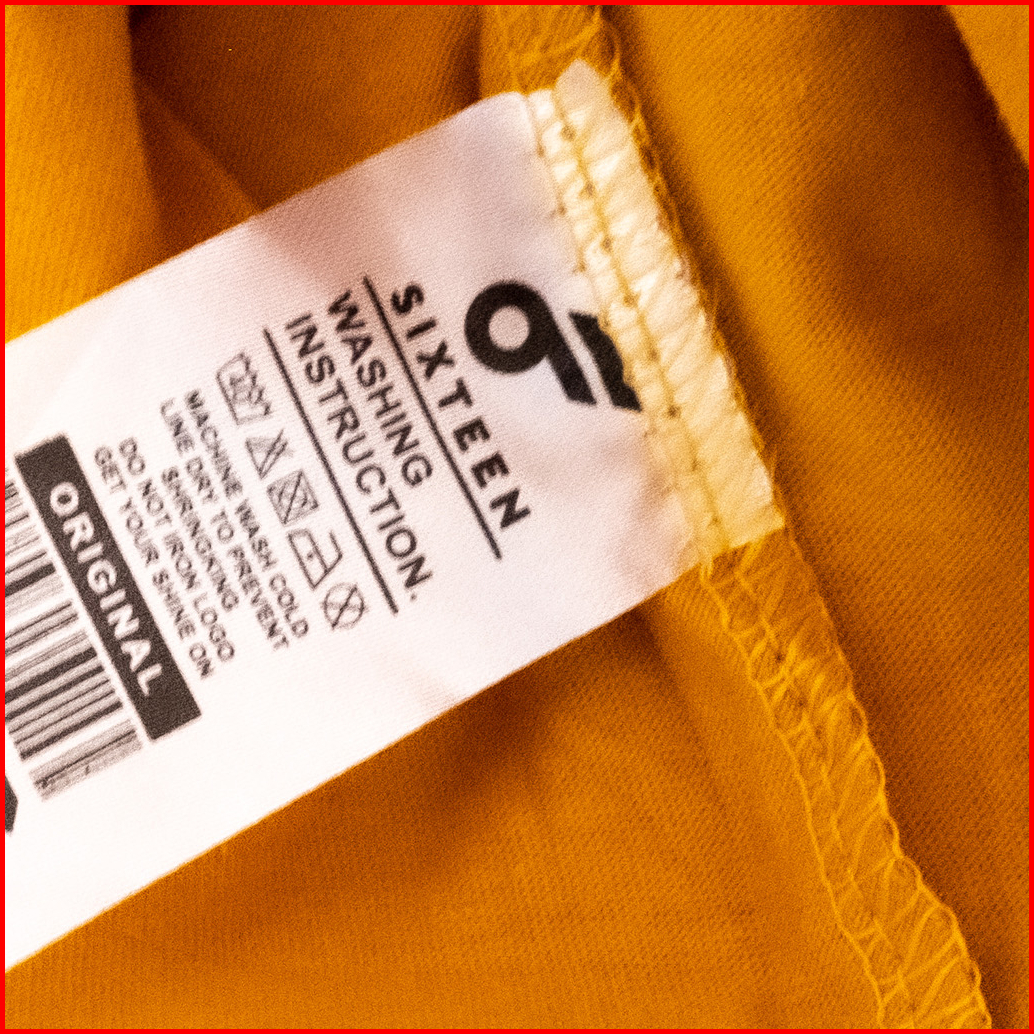 SIXTEEN
WASHING
INSTRUCTION.
MACHINE WASH COLD
LINE DRY TO PREVENT
SHRINGKING
DO NOT IRON LOGO
GET YOUR SHINE ON
ORIGINAL